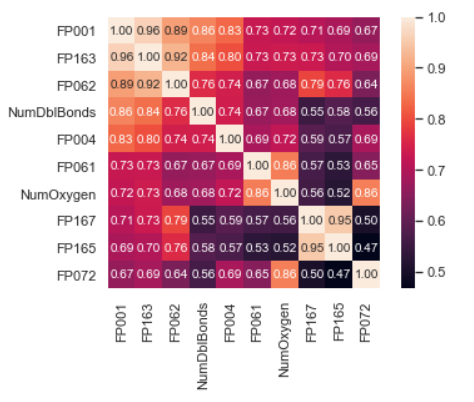 FP001 1.00 0.96 0.89 0.86 0.83 0.73 0.72 0.71 0.69 0.67
FP163 0.96 1.00 0.92 0.84 0.80 0.73 0.73 0.73 0.70 0.69
FP062 0.89 0.92 1.00 0.76 0.74 0.67 0.68 0.79 0.76 0.64
NumDblBonds 0.86 0.84 0.76 1.00 0.74 0.67 0.68 0.55 0.58 0.56
FP004 0.83 0.80 0.74 0.74 1.00 0.69 0.72 0.59 0.57 0.69
FP061 0.73 0.73 0.67 0.67 0.69 1.00 0.86 0.57 0.53 0.65
NumOxygen 0.72 0.73 0.68 0.68 0.72 0.86 1.00 0.56 0.52 0.86
FP167 0.71 0.73 0.79 0.55 0.59 0.57 0.56 1.00 0.95 0.50
FP165 0.69 0.70 0.76 0.58 0.57 0.53 0.52 0.95 1.00 0.47
FP072 0.67 0.69 0.64 0.56 0.69 0.65 0.86 0.50 0.47 1.00
FP001
FP163
FP062
NumDblBonds
FP004
FP061
NumOxygen
FP167
FP165
FP072
1.0
0.9
0.8
0.7
0.6
0.5